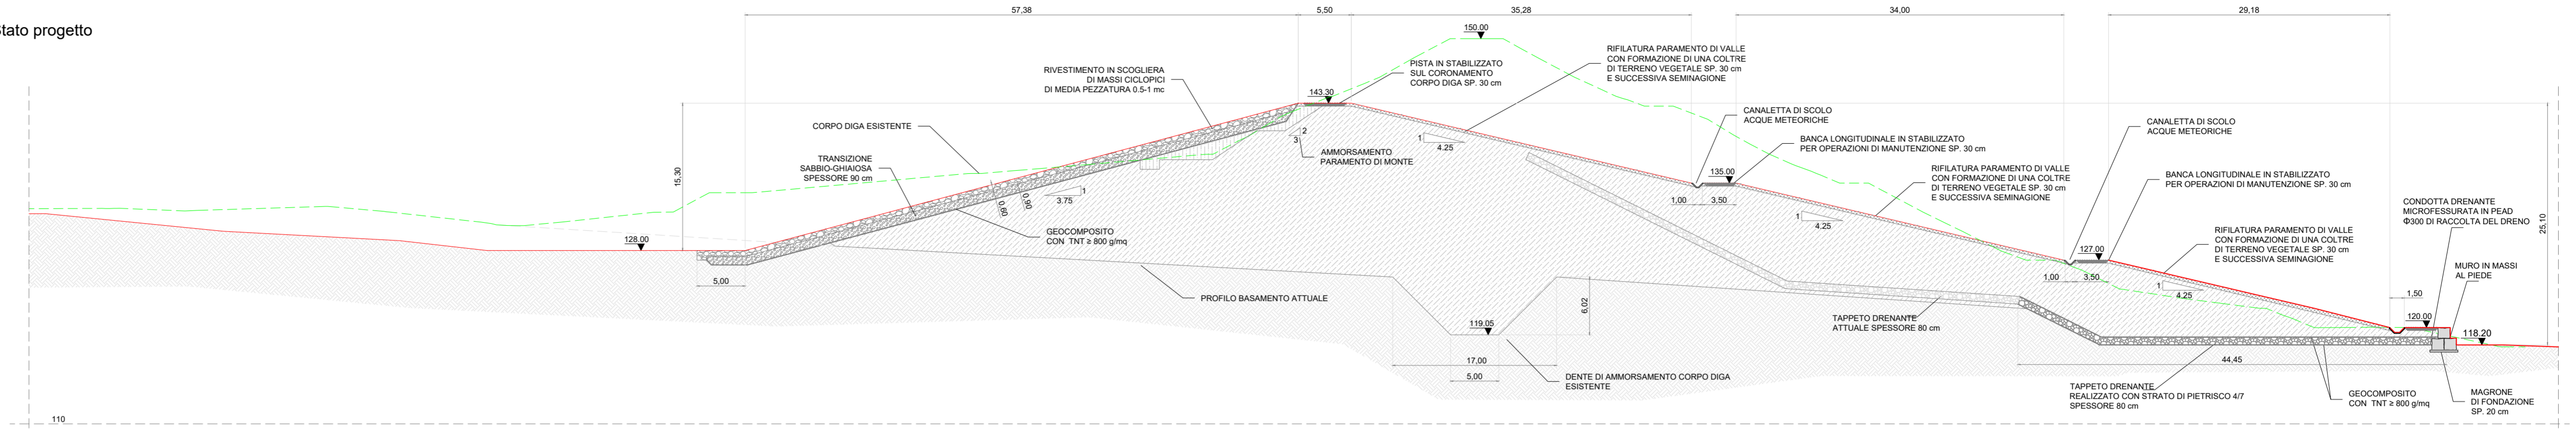 57,38
5,50
35,28
34,00
29,18
progetto
150.00
RIVESTIMENTO IN SCOGLIERA
DI MASSI CICLOPICI
DI MEDIA PEZZATURA 0.5-1 mc
PISTA IN STABILIZZATO
SUL CORONAMENTO
CORPO DIGA SP. 30 cm
RIFILATURA PARAMENTO DI VALLE
CON FORMAZIONE DI UNA COLTRE
DI TERRENO VEGETALE SP. 30 cm
E SUCCESSIVA SEMINAGIONE
143.30
CORPO DIGA ESISTENTE
2
3
AMMORSAMENTO
PARAMENTO DI MONTE
1
4.25
CANALETTA DI SCOLO
ACQUE METEORICHE
BANCA LONGITUDINALE IN STABILIZZATO
PER OPERAZIONI DI MANUTENZIONE SP. 30 cm
CANALETTA DI SCOLO
ACQUE METEORICHE
TRANSIZIONE
SABBIO-GHIAIOSA
SPESSORE 90 cm
15,30
0,60
0,90
1
3.75
135.00
1,00
3,50
RIFILATURA PARAMENTO DI VALLE
CON FORMAZIONE DI UNA COLTRE
DI TERRENO VEGETALE SP. 30 cm
E SUCCESSIVA SEMINAGIONE
BANCA LONGITUDINALE IN STABILIZZATO
PER OPERAZIONI DI MANUTENZIONE SP. 30 cm
1
4.25
CONDOTTA DRENANTE
MICROFESSURATA IN PEAD
Φ300 DI RACCOLTA DEL DRENO
25,10
128.00
GEOCOMPOSITO
CON TNT ≥ 800 g/mq
127.00
RIFILATURA PARAMENTO DI VALLE
CON FORMAZIONE DI UNA COLTRE
DI TERRENO VEGETALE SP. 30 cm
E SUCCESSIVA SEMINAGIONE
MURO IN MASSI
AL PIEDE
5,00
1,00
3,50
1
4.25
1,50
PROFILO BASAMENTO ATTUALE
6,02
119.05
TAPPETO DRENANTE
ATTUALE SPESSORE 80 cm
120.00
118.20
17,00
5,00
DENTE DI AMMORSAMENTO CORPO DIGA
ESISTENTE
44,45
TAPPETO DRENANTE
REALIZZATO CON STRATO DI PIETRISCO 4/7
SPESSORE 80 cm
GEOCOMPOSITO
CON TNT ≥ 800 g/mq
MAGRONE
DI FONDAZIONE
SP. 20 cm
110